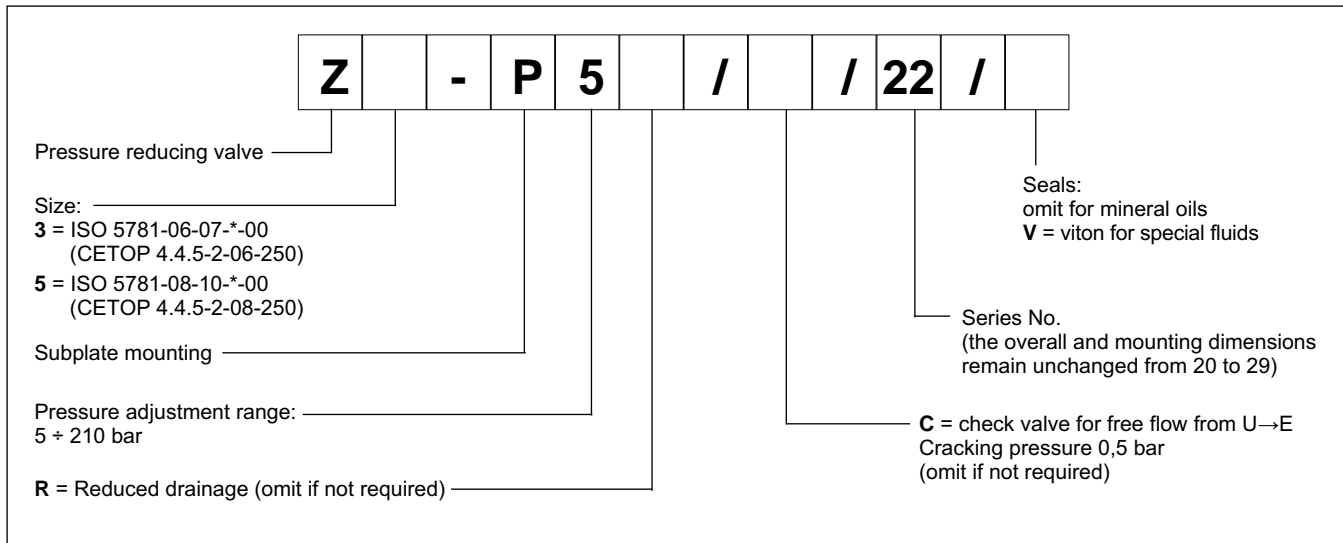 Z - P 5 / / 22 /
Pressure reducing valve
Size:
3 = ISO 5781-06-07-*-00
(CETOP 4.4.5-2-06-250)
5 = ISO 5781-08-10-*-00
(CETOP 4.4.5-2-08-250)
Subplate mounting
Pressure adjustment range:
5 ÷ 210 bar
R = Reduced drainage (omit if not required)
Seals:
omit for mineral oils
V = viton for special fluids
Series No.
(the overall and mounting dimensions
remain unchanged from 20 to 29)
C = check valve for free flow from U→E
Cracking pressure 0,5 bar
(omit if not required)